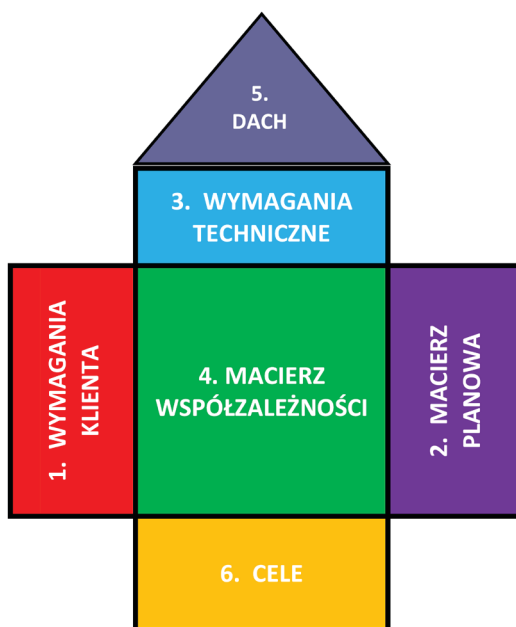 5.
DACH
3. WYMAGANIA
TECHNICZNE
1. WYMAGANIA
KLIENTA
4. MACIERZ
WSPÓŁZALEŻNOŚCI
2. MACIERZ
PLANOWA
6. CELE